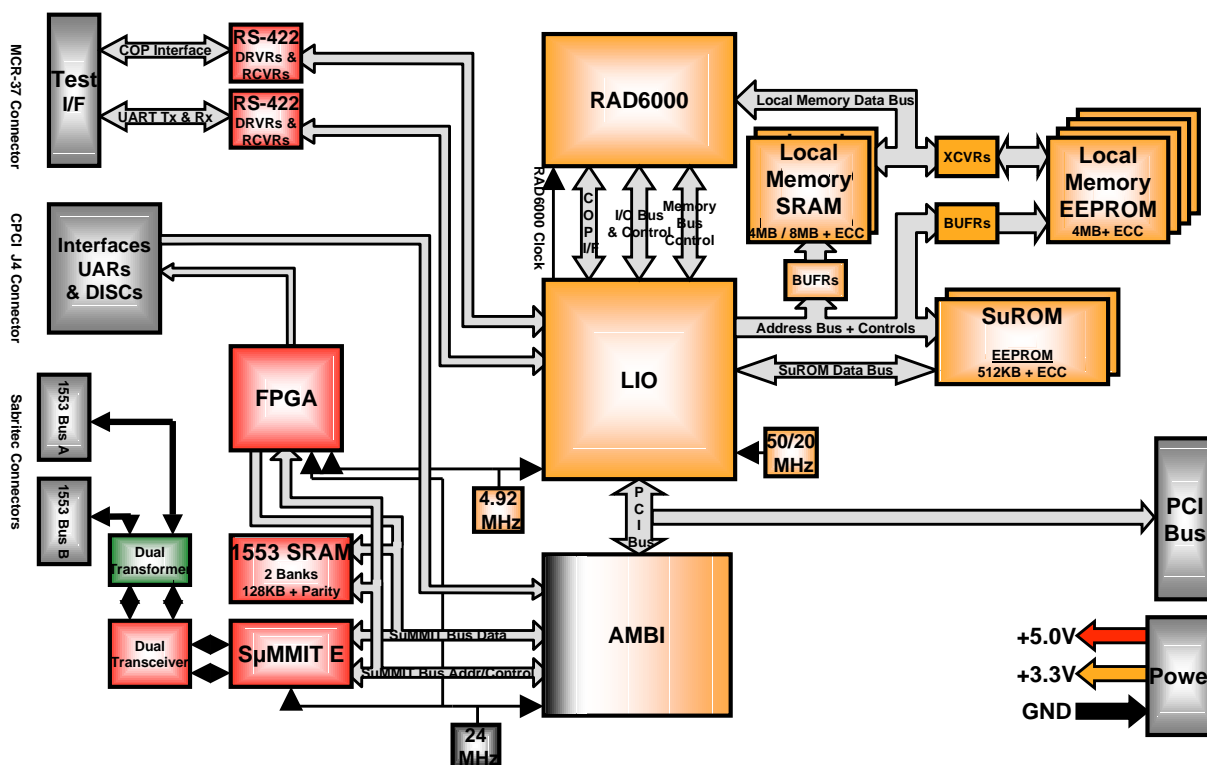 MCR-37 Connector
Test
I/F
COP Interface
UART Tx & Rx
RS-422
DRVRs &
RCVRs
RS-422
DRVRs &
RCVRs
RAD6000
Local Memory Data Bus
Local
Memory
SRAM
4MB / 8MB + ECC
XCVRs
BUFRs
Local
Memory
EEPROM
4MB+ ECC
RAD6000 Clock
COP I/F
I/O Bus
& Control
Memory
Bus
Control
BUFRs
CPCI J4 Connector
Interfaces
UARs
& DISCs
LIO
Address Bus + Controls
SuROM Data Bus
SuROM
EEPROM
512KB + ECC
FPGA
Sabritec Connectors
1553 Bus A
1553 Bus B
50/20
MHz
4.92
MHz
PCI
Bus
PCI
Bus
Dual
Transformer
1553 SRAM
2 Banks
128KB + Parity
Dual
Transceiver
SµMMIT E
SuMMIT Bus Data
SuMMIT Bus Addr/Control
AMBI
24
MHz
+5.0V
+3.3V
GND
Powe